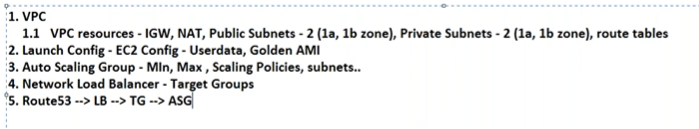 1. VPC
1.1 VPC resources - IGW, NAT, Public Subnets - 2 (1a, 1b zone), Private Subnets - 2 (1a, 1b zone), route tables
2. Launch Config - EC2 Config - Userdata, Golden AMI
3. Auto Scaling Group - MIn, Max , Scaling Policies, subnets..
4. Network Load Balancer - Target Groups
5. Route53 --> LB --> TG --> ASG